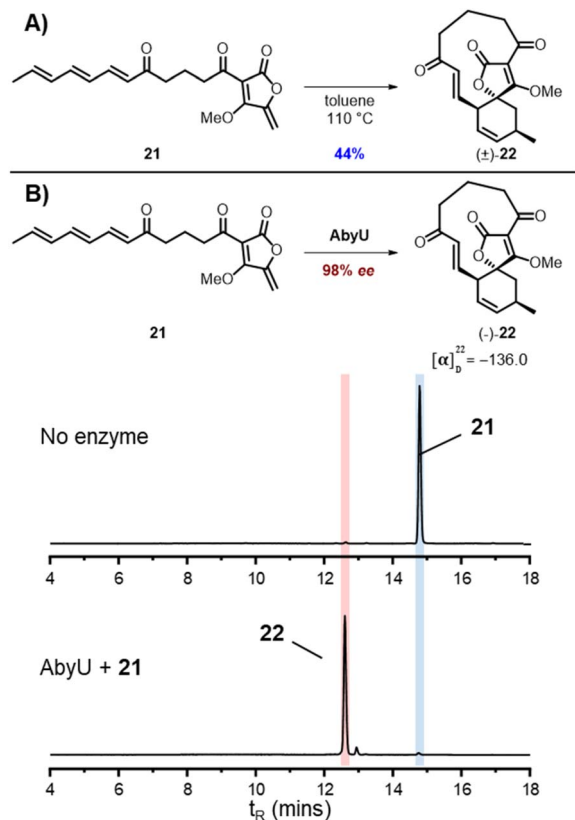 A)
O O O O
O
MeO
toluene
110 °C
44%
21
O O O
O
O
OMe
(±)-22
B)
O O O O
O
MeO
AbyU
98% ee
21
O O O
O
O
OMe
(-)-22
[α]22D = −136.0
No enzyme
21
4 6 8 10 12 14 16 18
22
AbyU + 21
4 6 8 10 12 14 16 18
tR (mins)